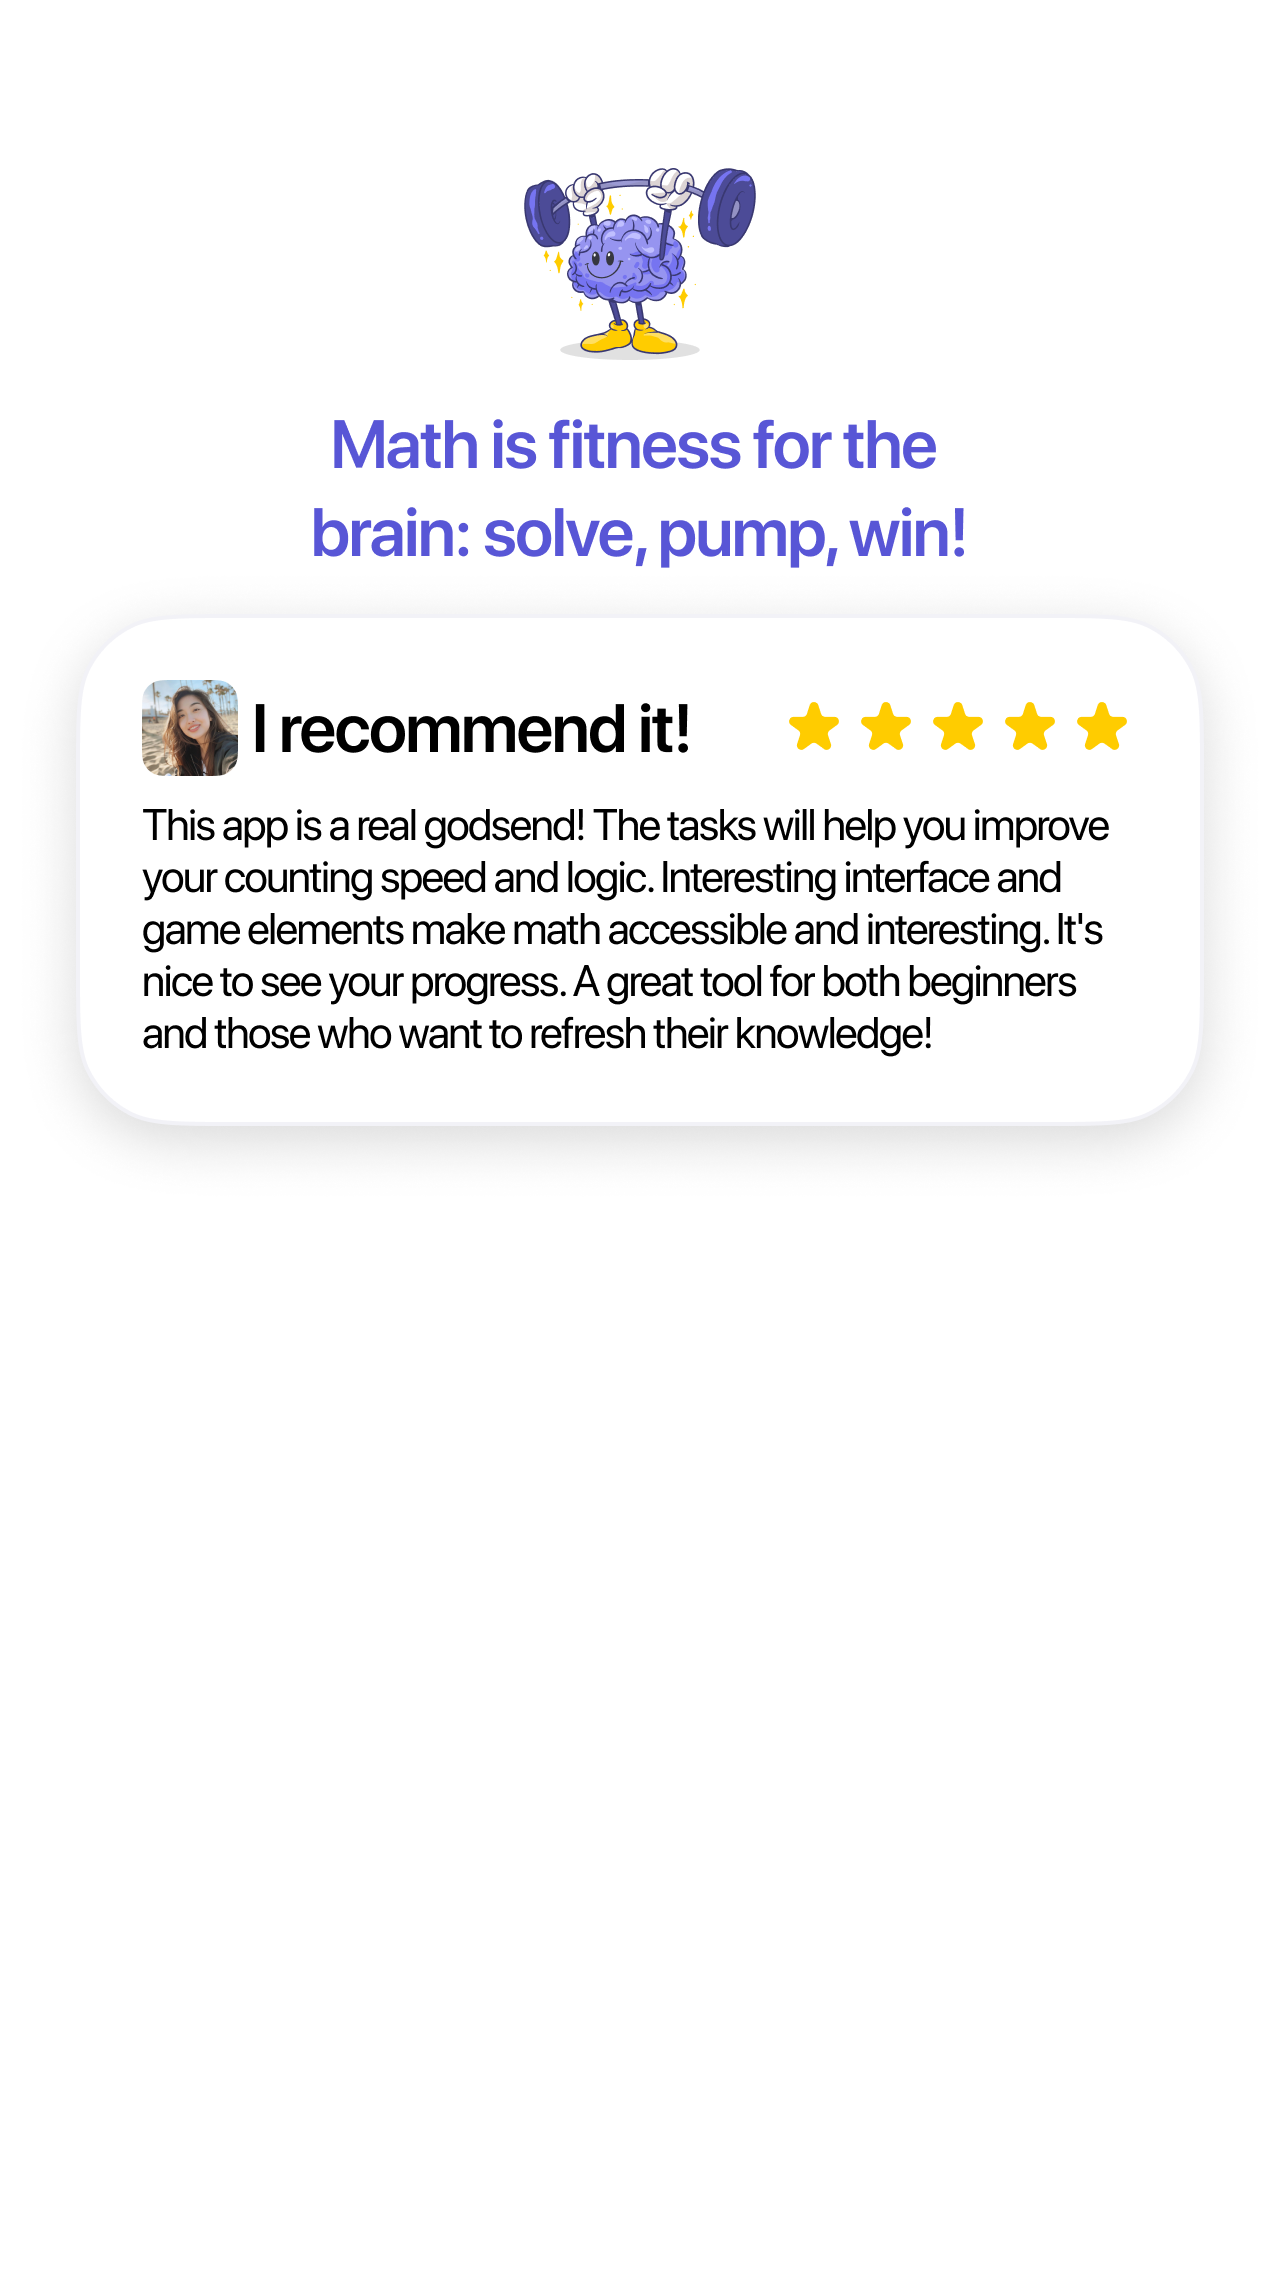 Math is fitness for the
brain: solve, pump, win!
I recommend it!
This app is a real godsend! The tasks will help you improve
your counting speed and logic. Interesting interface and
game elements make math accessible and interesting. It's
nice to see your progress. A great tool for both beginners
and those who want to refresh their knowledge!